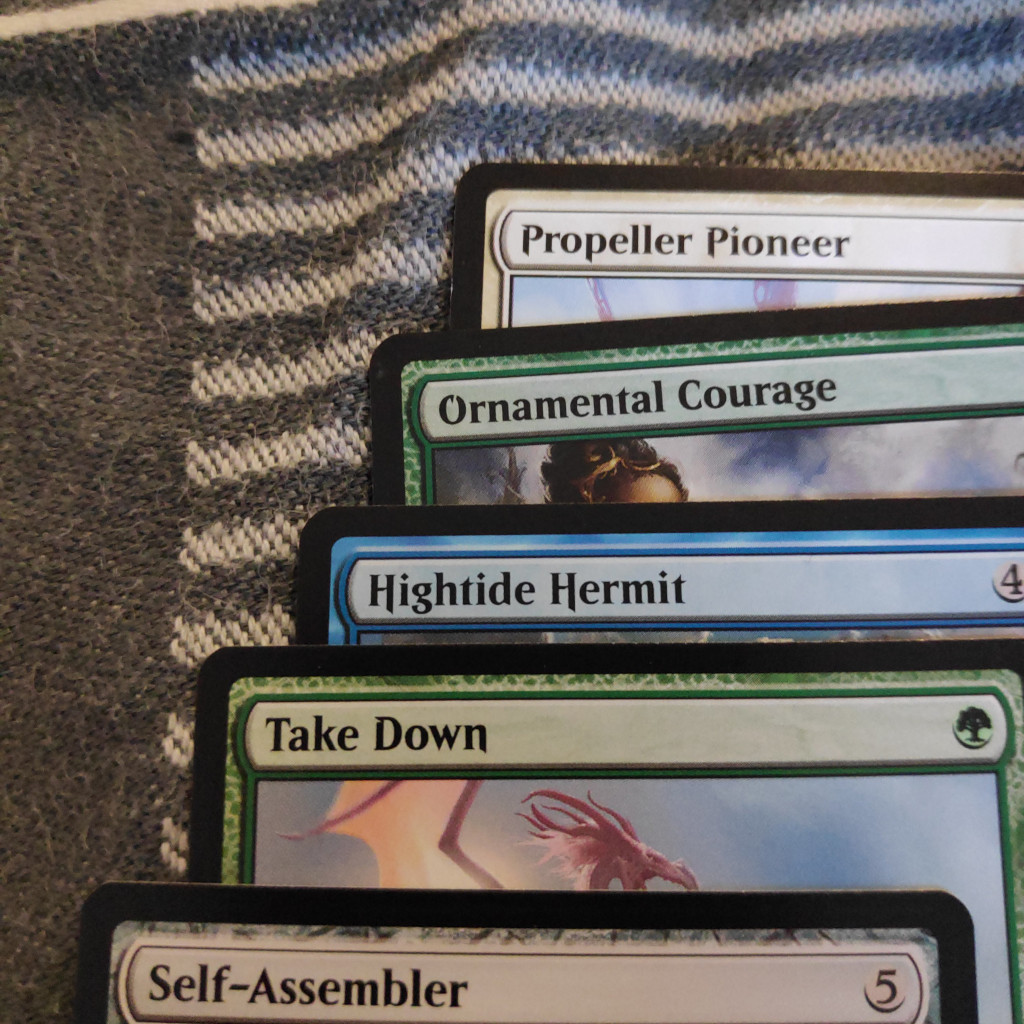 Propeller Pioneer
Ornamental Courage
Hightide Hermit 4
Take Down
Self-Assembler 5